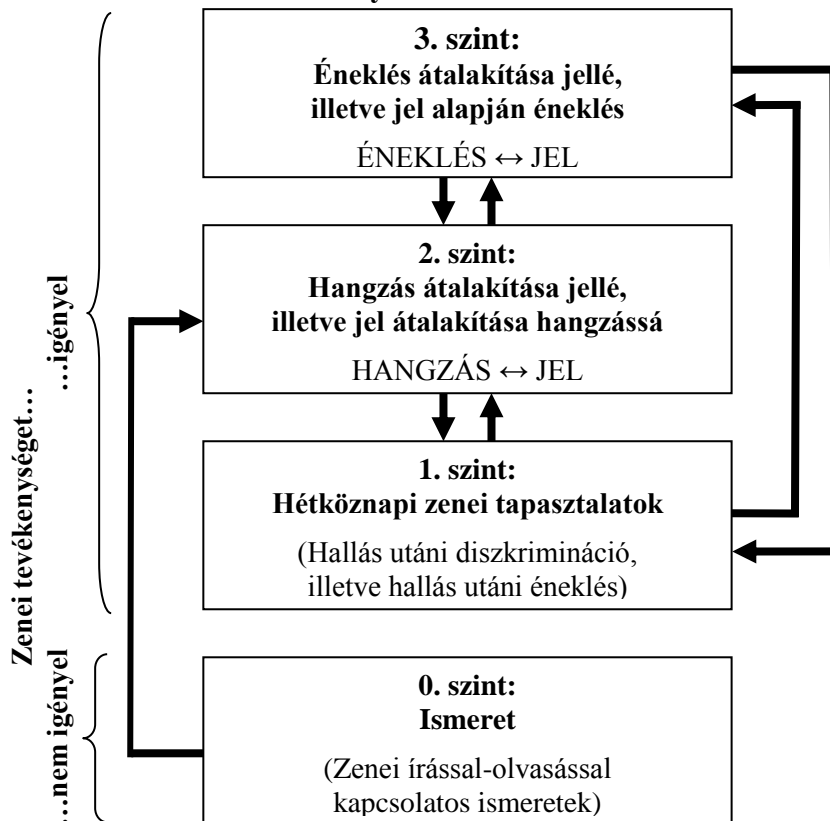 3. szint:
Éneklés átalakítása jellé,
illetve jel alapján éneklés
ÉNEKLÉS ↔ JEL
2. szint:
Hangzás átalakítása jellé,
illetve jel átalakítása hangzássá
HANGZÁS ↔ JEL
1. szint:
Hétköznapi zenei tapasztalatok
(Hallás utáni diszkrimináció,
illetve hallás utáni éneklés)
0. szint:
Ismeret
(Zenei írással-olvasással
kapcsolatos ismeretek)
Zenei tevékenységet…
…igényel
…nem igényel